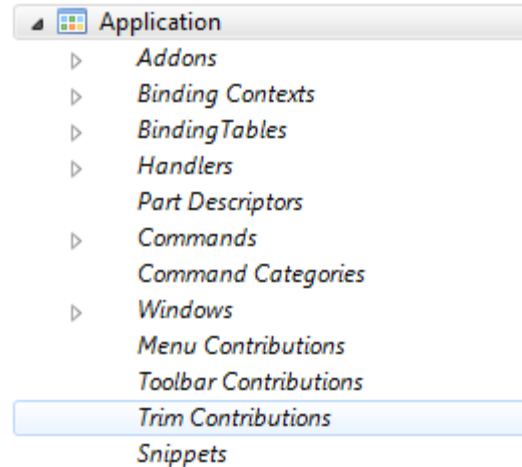 Application
Addons
Binding Contexts
BindingTables
Handlers
Part Descriptors
Commands
Command Categories
Windows
Menu Contributions
Toolbar Contributions
Trim Contributions
Snippets